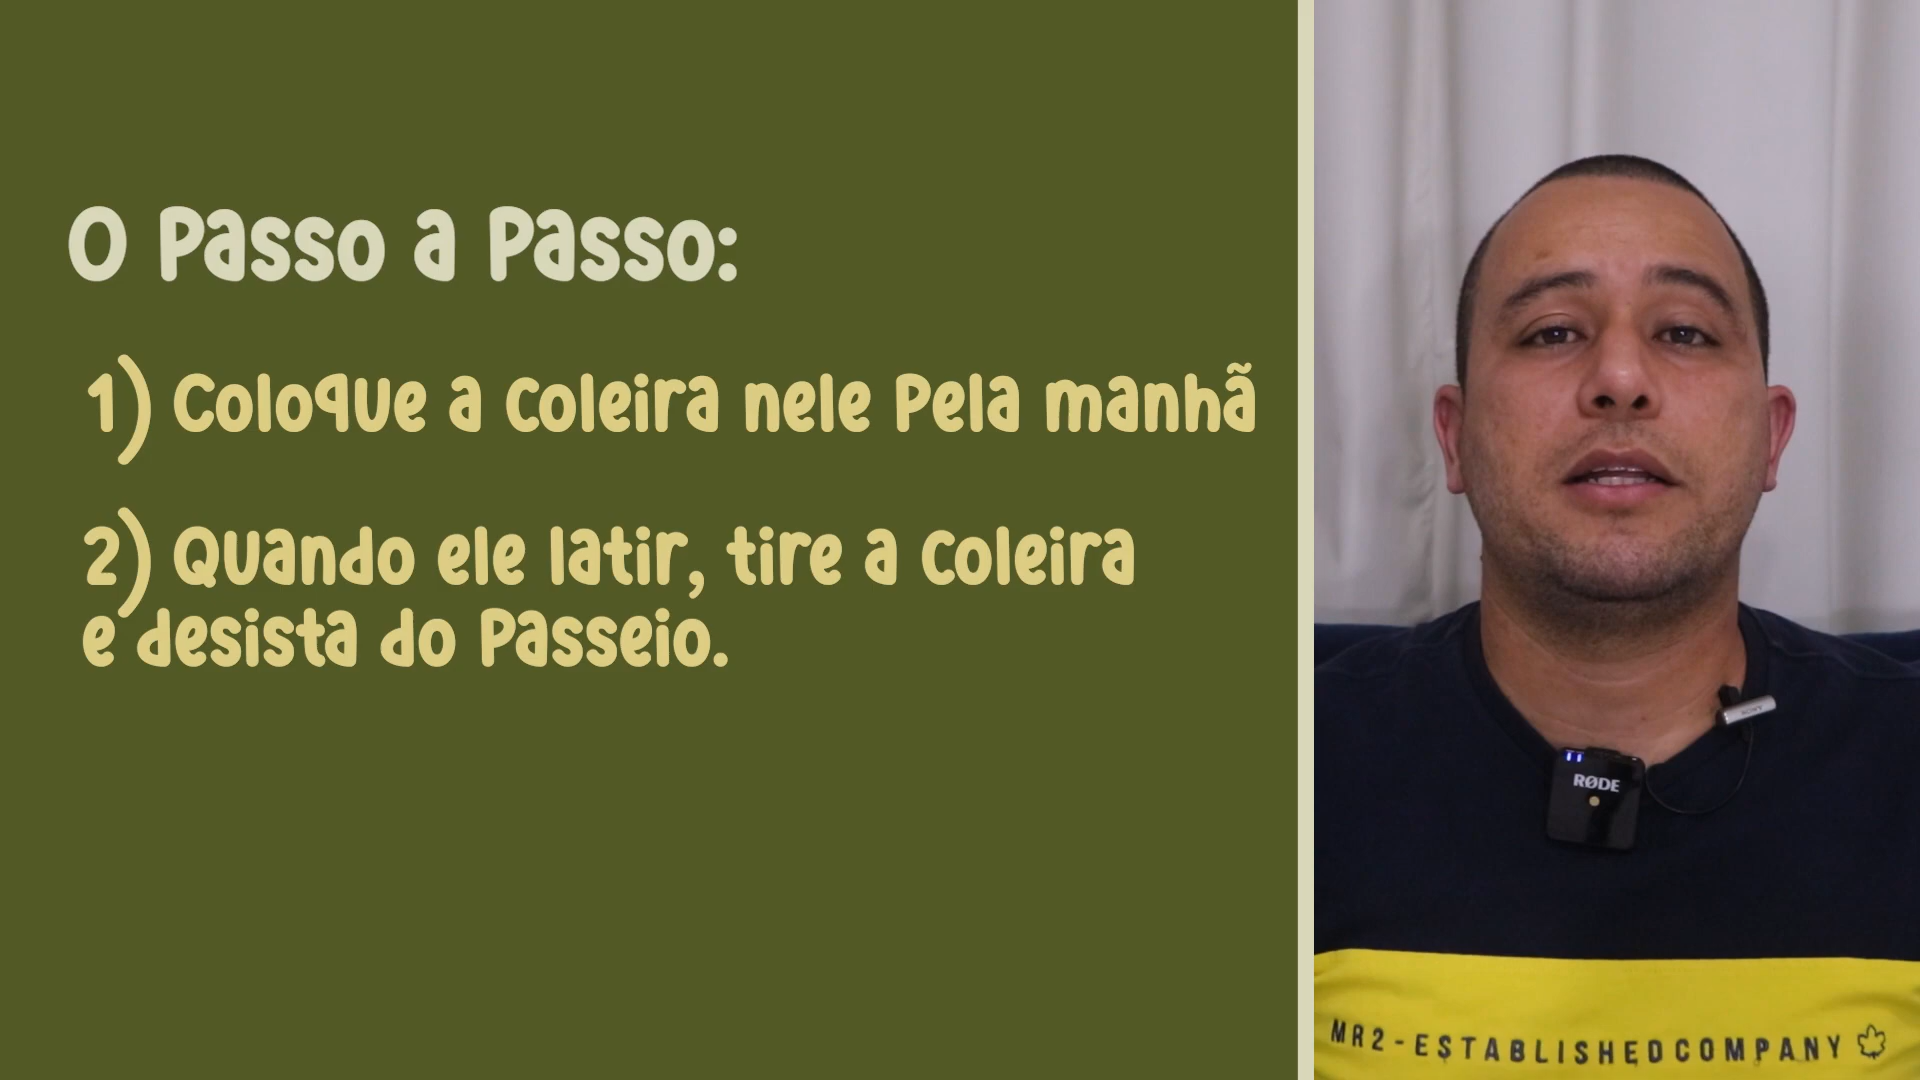 O Passo a Passo:
1) Coloque a coleira nele pela manhã
2) Quando ele latir, tire a coleira
e desista do Passeio.
SONY
RØDE
MR2-ESTABLISHEDCOMPANY